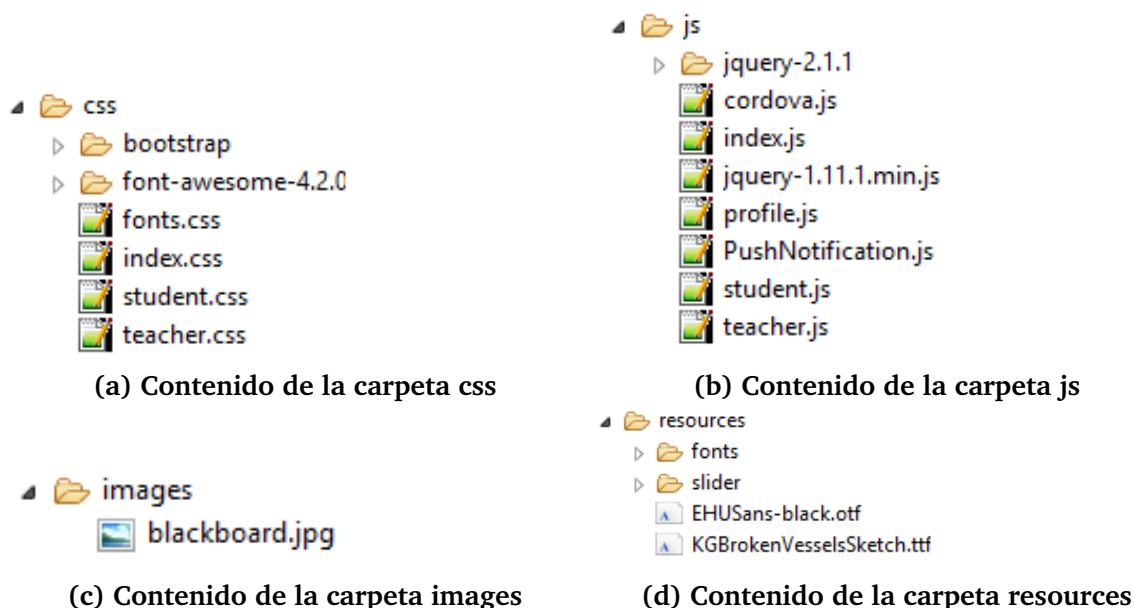 css
bootstrap
font-awesome-4.2.0
fonts.css
index.css
student.css
teacher.css
(a) Contenido de la carpeta css
js
jquery-2.1.1
cordova.js
index.js
jquery-1.11.1.min.js
profile.js
PushNotification.js
student.js
teacher.js
(b) Contenido de la carpeta js
images
blackboard.jpg
(c) Contenido de la carpeta images
resources
fonts
slider
EHUSans-black.otf
KGBrokenVesselsSketch.ttf
(d) Contenido de la carpeta resources